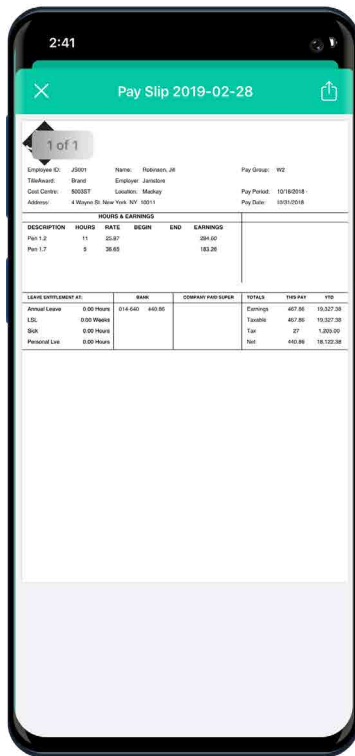 2:41
Pay Slip 2019-02-28
1 of 1
Employee ID: JS001 Name: Robinson, Jil Pay Group: W2
Title/Award: Brand Employer Jamstore
Cost Centre: 5003ST Location: Mackay Pay Period: 10/18/2018 -
Address: 4 Wayne St New York NY 10011 Pay Date: 10/31/2018
HOURS & EARNINGS
DESCRIPTION HOURS RATE BEGIN END EARNINGS
Pen 1.2 11 25.87 284.60
Pen 1.7 5 36.65 183.26
LEAVE ENTITLEMENT AT: BANK COMPANY PAID SUPER TOTALS THIS PAY YTD
Annual Leave 0.00 Hours 014-640 440.86 Earnings 467.86 19,327.38
LSL 0.00 Weeks Taxable 467.86 19,327.38
Sick 0.00 Hours Tax 27 1,205.00
Personal Lve 0.00 Hours Net 440.86 18,122.38